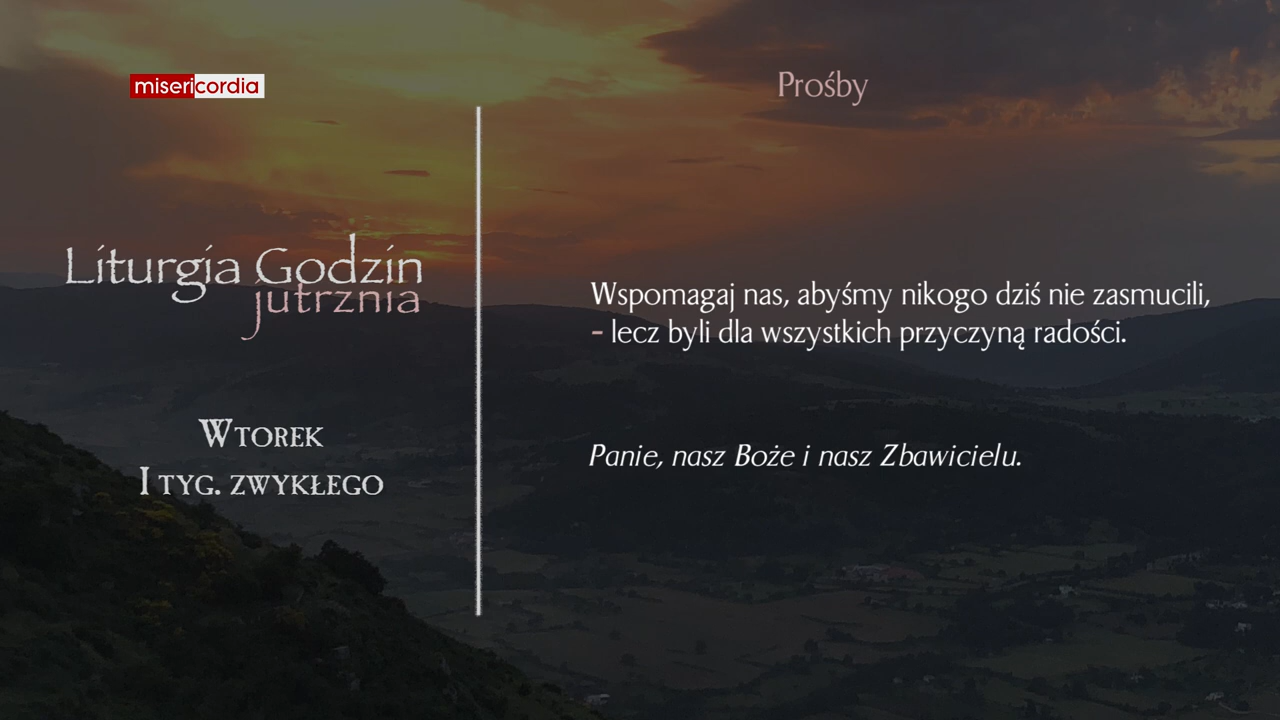 misericordia
Liturgia Godzin
jutrznia
Wtorek
I tyg. zwykłego
Prośby
Wspomagaj nas, abyśmy nikogo dziś nie zasmucili,
- lecz byli dla wszystkich przyczyną radości.
Panie, nasz Boże i nasz Zbawicielu.